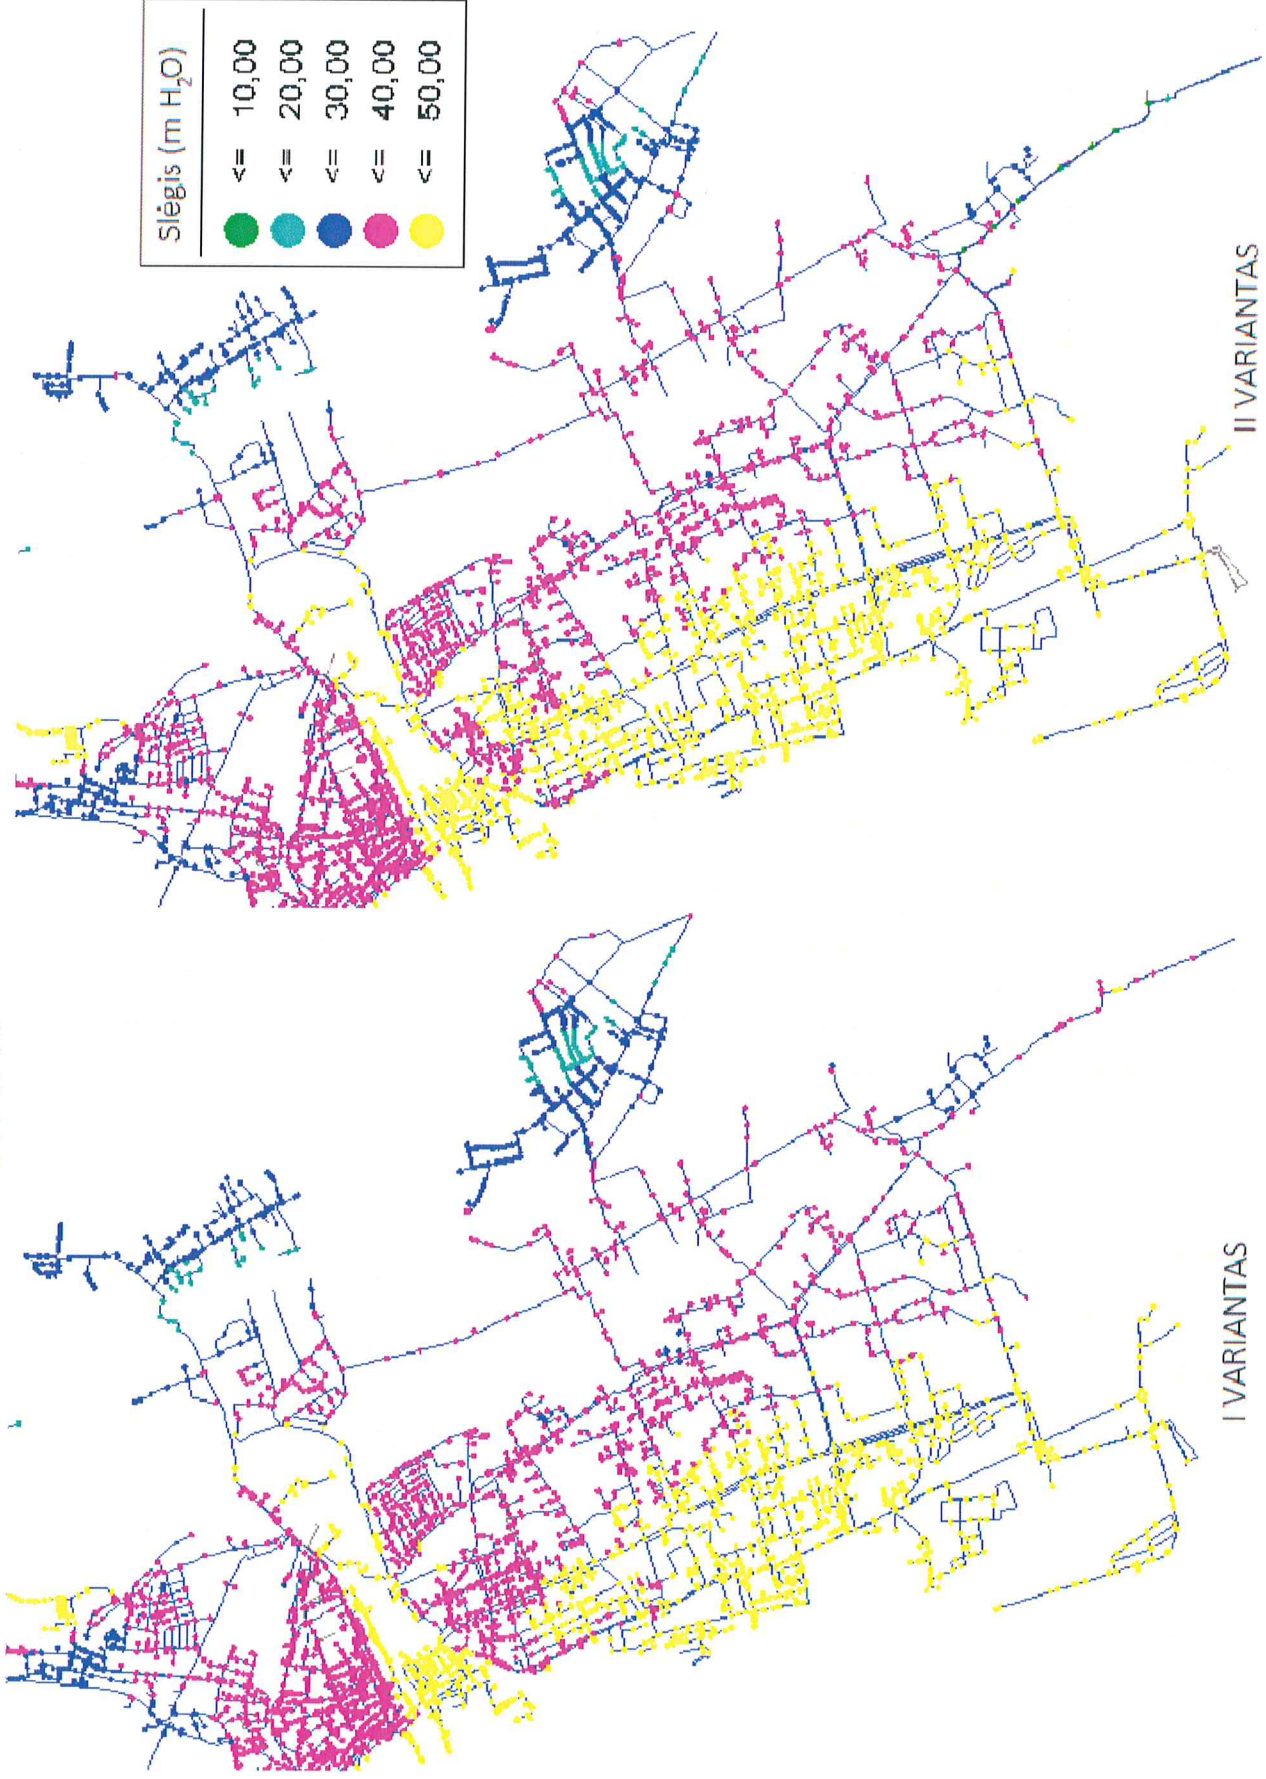 Slėgis (m H₂O)
<= 10,00
<= 20,00
<= 30,00
<= 40,00
<= 50,00
I VARIANTAS
II VARIANTAS